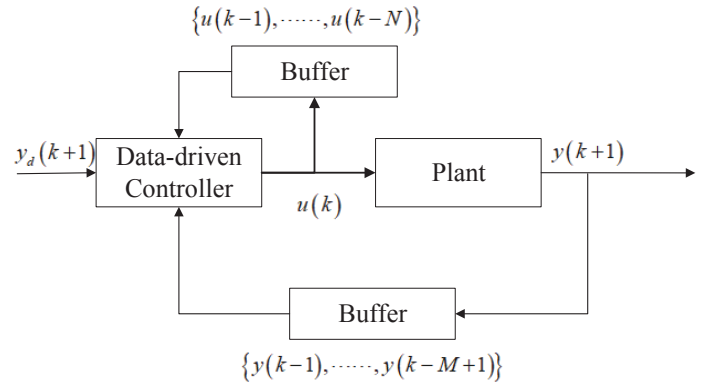 {u(k−1),⋯⋯,u(k−N)}
Buffer
y_d(k+1)
Data-driven
Controller
u(k)
Plant
y(k+1)
Buffer
{y(k−1),⋯⋯,y(k−M+1)}